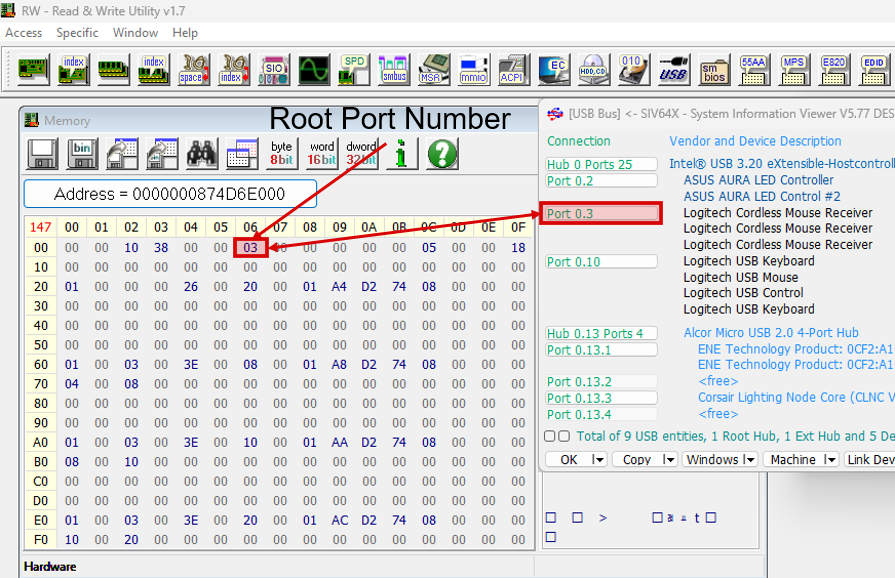 RW - Read & Write Utility v1.7
Access Specific Window Help
index index space index SIO SPD smbus MSR mmio ACPI EC HDD,CD 010 USB sm bios 55AA MPS E820 EDID
Memory
Root Port Number
bin byte 8bit word 16bit dword 32bit
Address = 0000000874D6E000
147 00 01 02 03 04 05 06 07 08 09 0A 0B 0C 0D 0E 0F
00 00 00 10 38 00 00 03 00 00 00 00 00 05 00 00 18
10 00 00 00 00 00 00 00 00 00 00 00 00 00 00 00 00
20 01 00 00 00 26 00 20 00 01 A4 D2 74 08 00 00 00
30 00 00 00 00 00 00 00 00 00 00 00 00 00 00 00 00
40 00 00 00 00 00 00 00 00 00 00 00 00 00 00 00 00
50 00 00 00 00 00 00 00 00 00 00 00 00 00 00 00 00
60 01 00 03 00 3E 00 08 00 01 A8 D2 74 08 00 00 00
70 04 00 08 00 00 00 00 00 00 00 00 00 00 00 00 00
80 00 00 00 00 00 00 00 00 00 00 00 00 00 00 00 00
90 00 00 00 00 00 00 00 00 00 00 00 00 00 00 00 00
A0 01 00 03 00 3E 00 10 00 01 AA D2 74 08 00 00 00
B0 08 00 10 00 00 00 00 00 00 00 00 00 00 00 00 00
C0 00 00 00 00 00 00 00 00 00 00 00 00 00 00 00 00
D0 00 00 00 00 00 00 00 00 00 00 00 00 00 00 00 00
E0 01 00 03 00 3E 00 20 00 01 AC D2 74 08 00 00 00
F0 10 00 20 00 00 00 00 00 00 00 00 00 00 00 00 00
Hardware
[USB Bus] <- SIV64X - System Information Viewer V5.77 DES
Connection Vendor and Device Description
Hub 0 Ports 25 Intel® USB 3.20 eXtensible-Hostcontroll
Port 0.2 ASUS AURA LED Controller
ASUS AURA LED Control #2
Port 0.3 Logitech Cordless Mouse Receiver
Logitech Cordless Mouse Receiver
Logitech Cordless Mouse Receiver
Port 0.10 Logitech USB Keyboard
Logitech USB Mouse
Logitech USB Control
Logitech USB Keyboard
Hub 0.13 Ports 4 Alcor Micro USB 2.0 4-Port Hub
Port 0.13.1 ENE Technology Product: 0CF2:A1
ENE Technology Product: 0CF2:A1
Port 0.13.2 <free>
Port 0.13.3 Corsair Lighting Node Core (CLNC V
Port 0.13.4 <free>
Total of 9 USB entities, 1 Root Hub, 1 Ext Hub and 5 De
OK Copy Windows Machine Link Dev